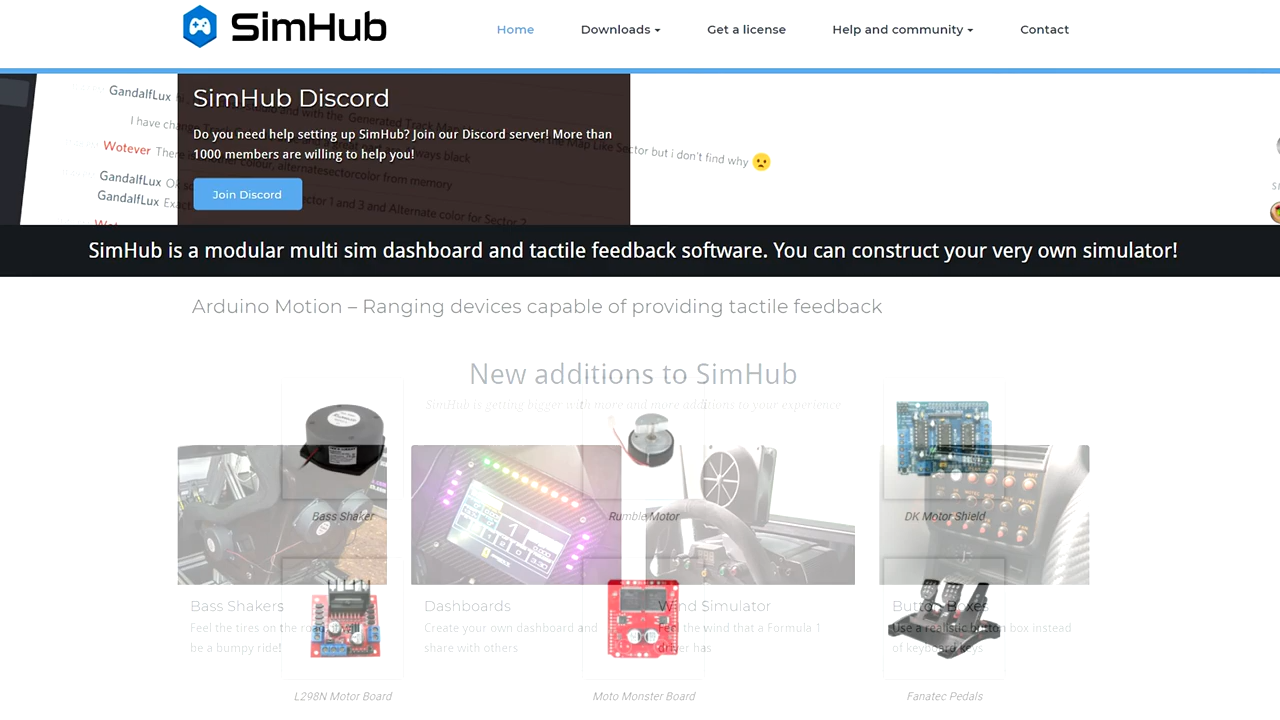 SimHub
Home
Downloads
Get a license
Help and community
Contact
SimHub Discord
Do you need help setting up SimHub? Join our Discord server! More than
1000 members are willing to help you!
Join Discord
GandalfLux
I have
Wotever There
but i don't find why
GandalfLux
GandalfLux
SimHub is a modular multi sim dashboard and tactile feedback software. You can construct your very own simulator!
Arduino Motion – Ranging devices capable of providing tactile feedback
New additions to SimHub
SimHub is getting bigger with more and more additions to your experience
Bass Shaker
Rumble Motor
DK Motor Shield
Bass Shakers
Feel the tires on the road
be a bumpy ride!
Dashboards
Create your own dashboard and
share with others
Wind Simulator
Feel the wind that a Formula 1
driver has
Button Boxes
Use a realistic button box instead
of keyboard keys
L298N Motor Board
Moto Monster Board
Fanatec Pedals